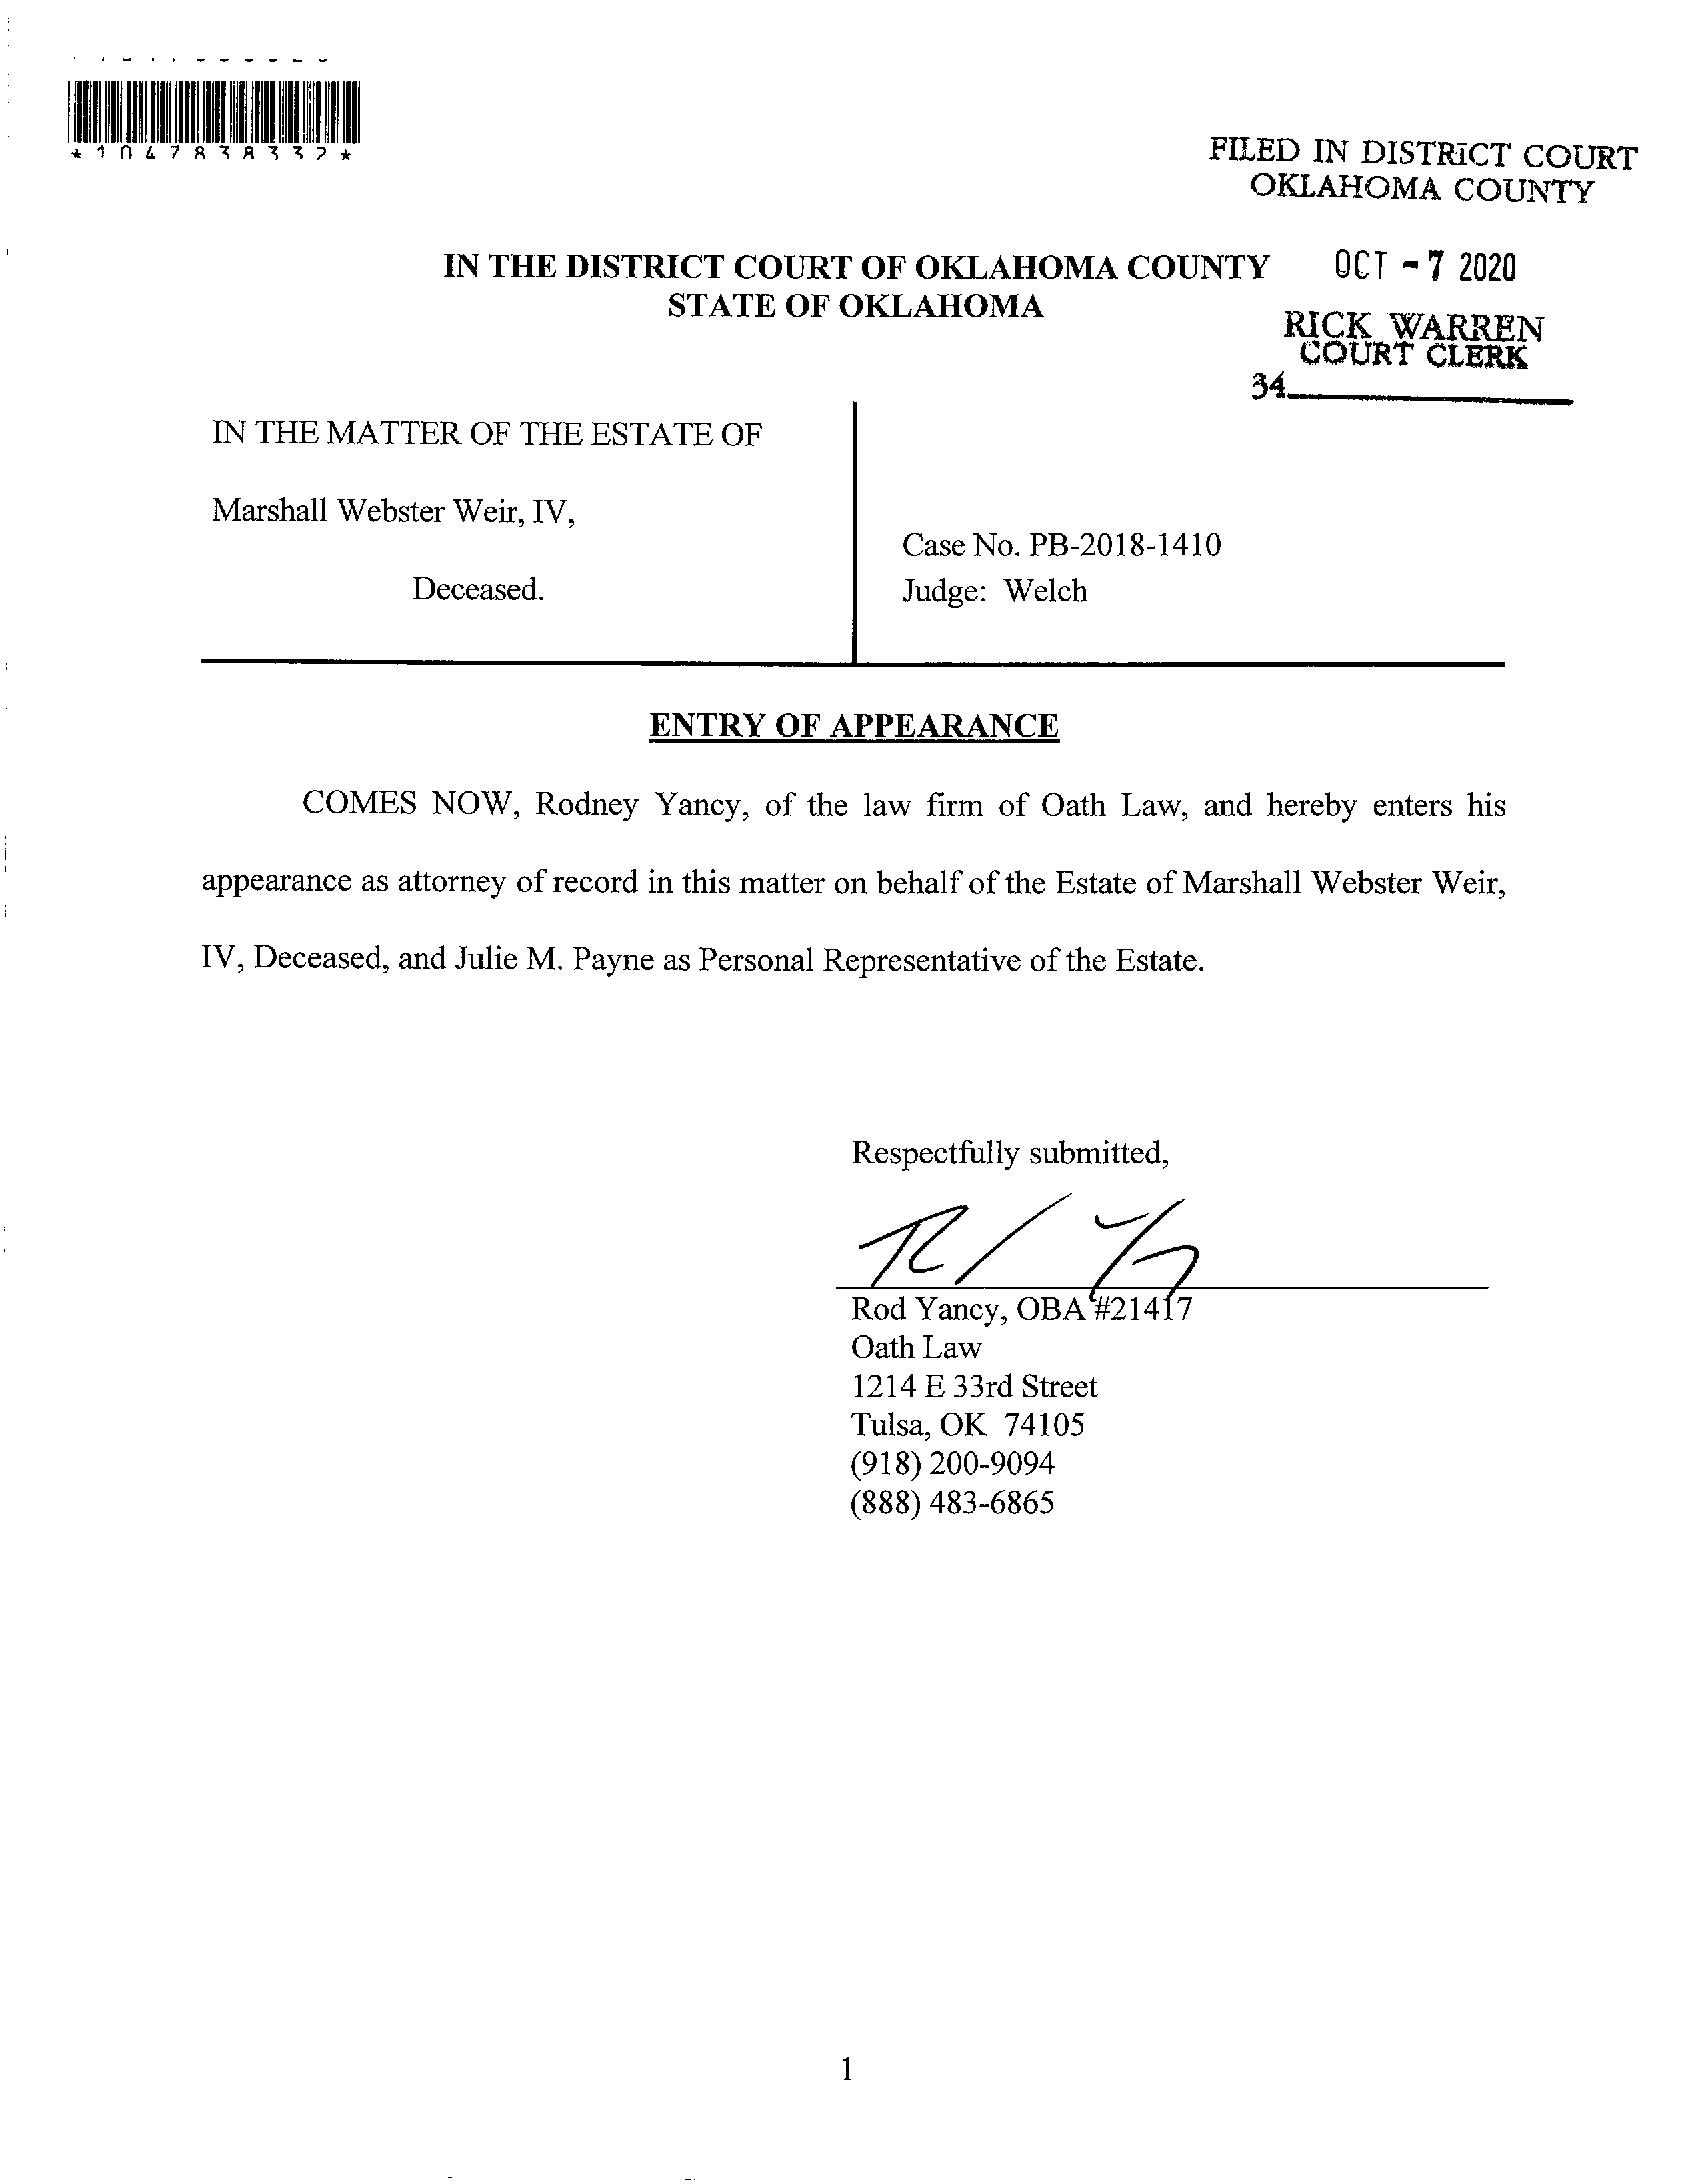 *1047838332*
FILED IN DISTRICT COURT
OKLAHOMA COUNTY
OCT - 7 2020
RICK WARREN
COURT CLERK
34
IN THE DISTRICT COURT OF OKLAHOMA COUNTY
STATE OF OKLAHOMA
IN THE MATTER OF THE ESTATE OF
Marshall Webster Weir, IV,
Deceased.
Case No. PB-2018-1410
Judge: Welch
ENTRY OF APPEARANCE
COMES NOW, Rodney Yancy, of the law firm of Oath Law, and hereby enters his
appearance as attorney of record in this matter on behalf of the Estate of Marshall Webster Weir,
IV, Deceased, and Julie M. Payne as Personal Representative of the Estate.
Respectfully submitted,
Rod Yancy, OBA #21417
Oath Law
1214 E 33rd Street
Tulsa, OK 74105
(918) 200-9094
(888) 483-6865
1